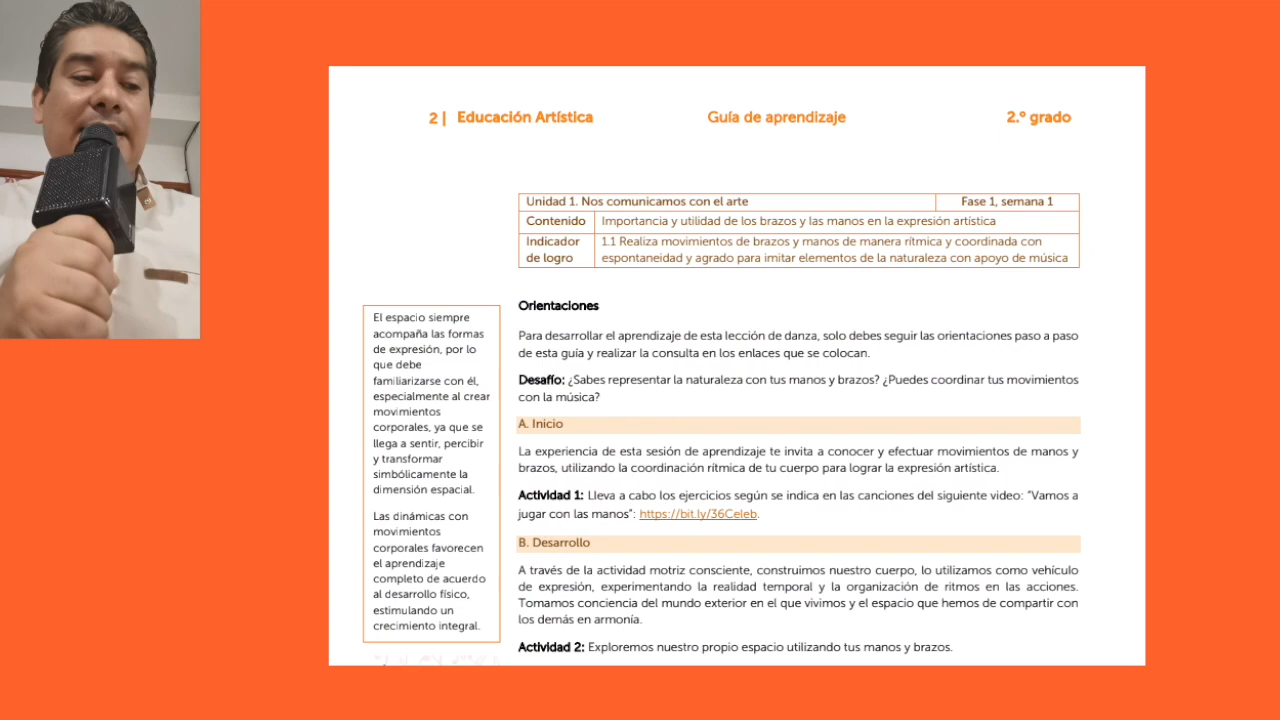 2 | Educación Artística Guía de aprendizaje 2.º grado
Unidad 1. Nos comunicamos con el arte Fase 1, semana 1
Contenido Importancia y utilidad de los brazos y las manos en la expresión artística
Indicador de logro 1.1 Realiza movimientos de brazos y manos de manera rítmica y coordinada con
espontaneidad y agrado para imitar elementos de la naturaleza con apoyo de música
El espacio siempre
acompaña las formas
de expresión, por lo
que debe
familiarizarse con él,
especialmente al crear
movimientos
corporales, ya que se
llega a sentir, percibir
y transformar
simbólicamente la
dimensión espacial.
Las dinámicas con
movimientos
corporales favorecen
el aprendizaje
completo de acuerdo
al desarrollo físico,
estimulando un
crecimiento integral.
Orientaciones
Para desarrollar el aprendizaje de esta lección de danza, solo debes seguir las orientaciones paso a paso
de esta guía y realizar la consulta en los enlaces que se colocan.
Desafío: ¿Sabes representar la naturaleza con tus manos y brazos? ¿Puedes coordinar tus movimientos
con la música?
A. Inicio
La experiencia de esta sesión de aprendizaje te invita a conocer y efectuar movimientos de manos y
brazos, utilizando la coordinación rítmica de tu cuerpo para lograr la expresión artística.
Actividad 1: Lleva a cabo los ejercicios según se indica en las canciones del siguiente video: "Vamos a
jugar con las manos": https://bit.ly/36Celeb.
B. Desarrollo
A través de la actividad motriz consciente, construimos nuestro cuerpo, lo utilizamos como vehículo
de expresión, experimentando la realidad temporal y la organización de ritmos en las acciones.
Tomamos conciencia del mundo exterior en el que vivimos y el espacio que hemos de compartir con
los demás en armonía.
Actividad 2: Exploremos nuestro propio espacio utilizando tus manos y brazos.